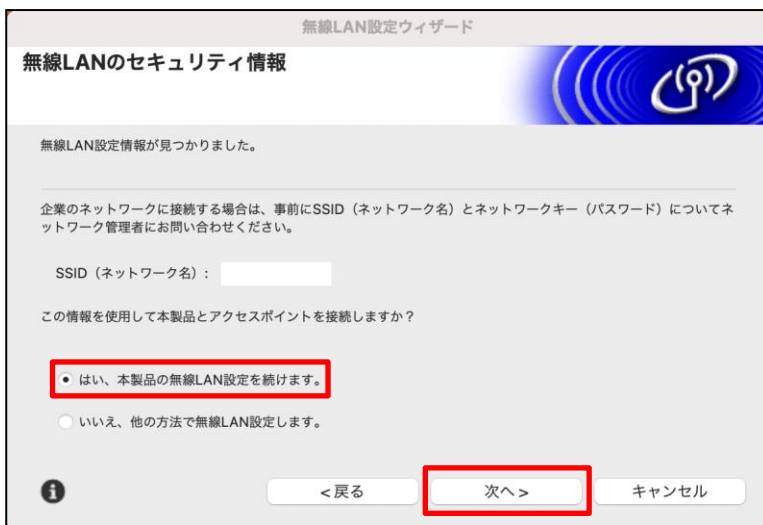 無線LAN設定ウィザード
無線LANのセキュリティ情報
無線LAN設定情報が見つかりました。
企業のネットワークに接続する場合は、事前にSSID（ネットワーク名）とネットワークキー（パスワード）についてネ
ットワーク管理者にお問い合わせください。
SSID（ネットワーク名）:
この情報を使用して本製品とアクセスポイントを接続しますか？
はい、本製品の無線LAN設定を続けます。
いいえ、他の方法で無線LAN設定します。
<戻る 次へ> キャンセル